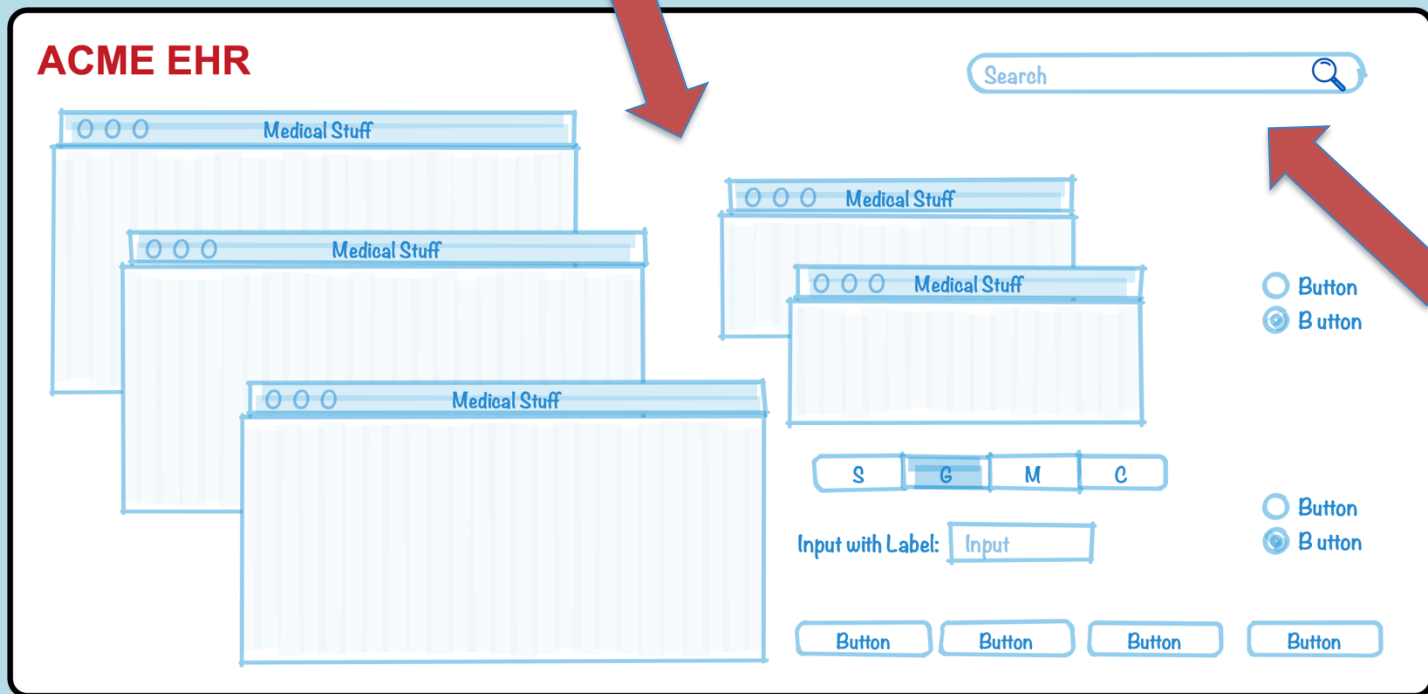 ACME EHR
Search
Medical Stuff
Medical Stuff
Medical Stuff
Medical Stuff
Medical Stuff
Button
B utton
S G M C
Input with Label: Input
Button
B utton
Button Button Button Button